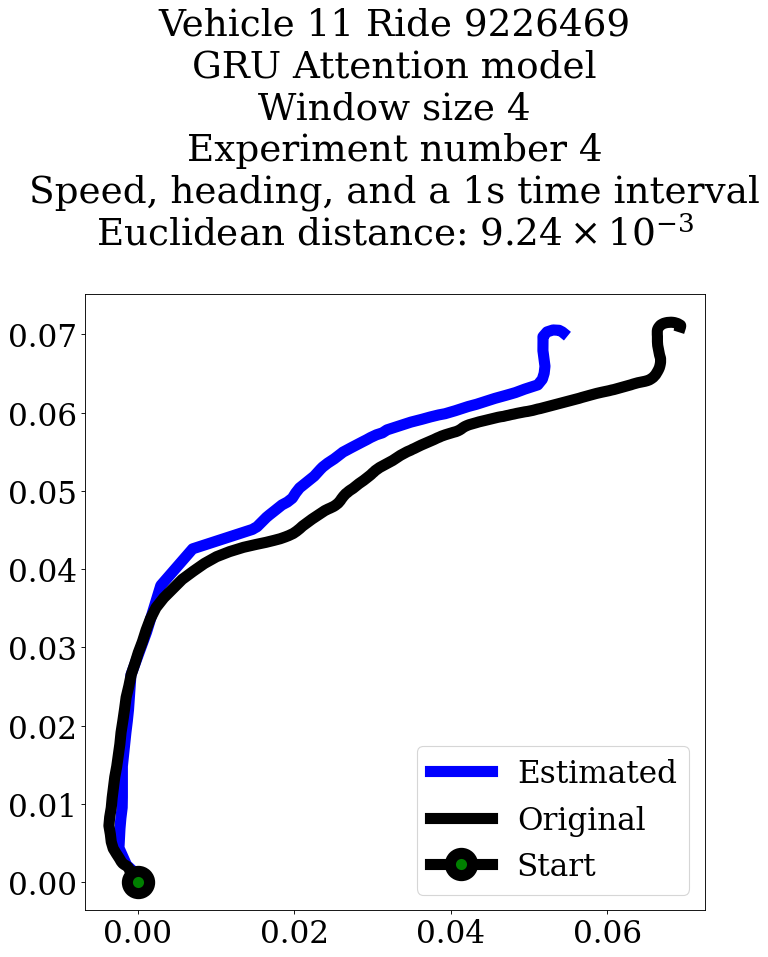 Vehicle 11 Ride 9226469
GRU Attention model
Window size 4
Experiment number 4
Speed, heading, and a 1s time interval
Euclidean distance: 9.24 × 10⁻³
0.07
0.06
0.05
0.04
0.03
0.02
0.01
0.00
Estimated
Original
Start
0.00 0.02 0.04 0.06